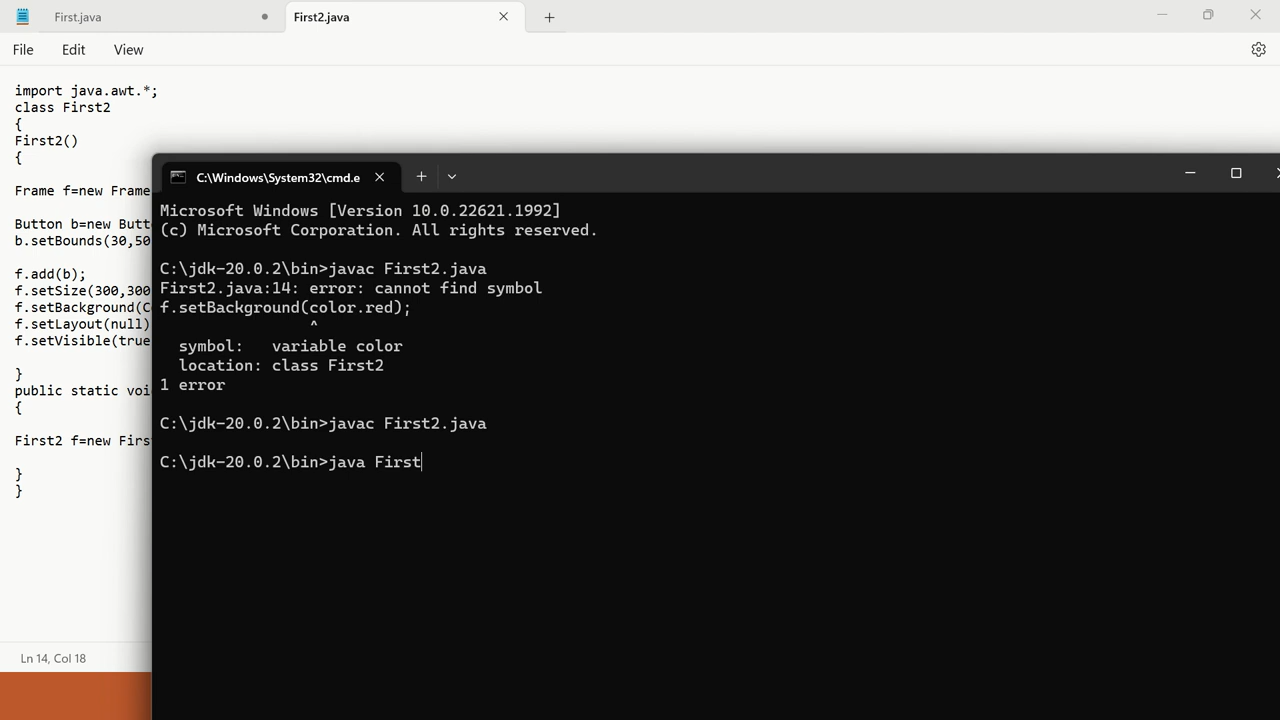 First.java
First2.java
File Edit View
import java.awt.*;
class First2
{
First2()
{
Frame f=new Frame
Button b=new Butt
b.setBounds(30,50
f.add(b);
f.setSize(300,300
f.setBackground(C
f.setLayout(null)
f.setVisible(true
}
public static voi
{
First2 f=new Firs
}
}
Ln 14, Col 18
C:\Windows\System32\cmd.e
Microsoft Windows [Version 10.0.22621.1992]
(c) Microsoft Corporation. All rights reserved.
C:\jdk-20.0.2\bin>javac First2.java
First2.java:14: error: cannot find symbol
f.setBackground(color.red);
^
symbol:   variable color
location: class First2
1 error
C:\jdk-20.0.2\bin>javac First2.java
C:\jdk-20.0.2\bin>java First